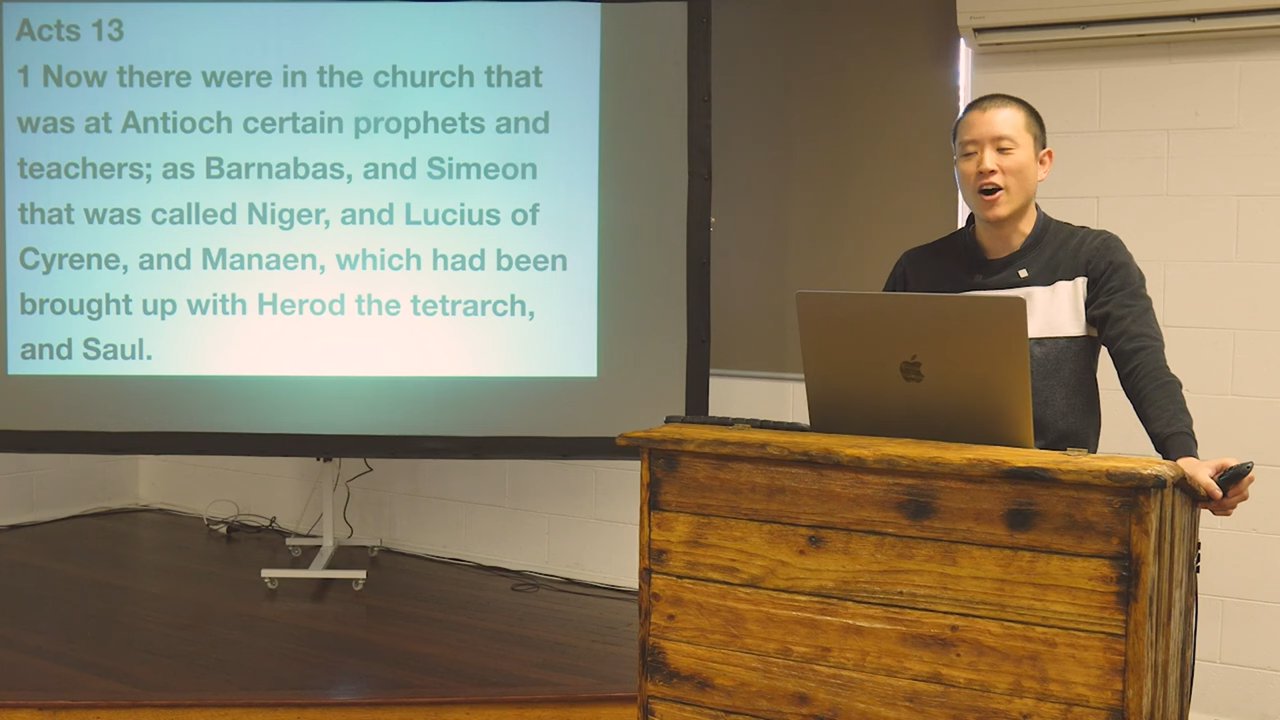 Acts 13
1 Now there were in the church that
was at Antioch certain prophets and
teachers; as Barnabas, and Simeon
that was called Niger, and Lucius of
Cyrene, and Manaen, which had been
brought up with Herod the tetrarch,
and Saul.